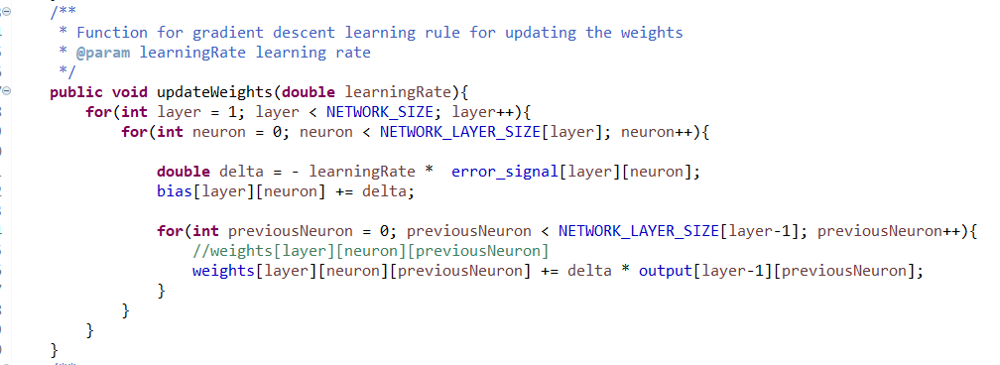 /**
 * Function for gradient descent learning rule for updating the weights
 * @param learningRate learning rate
 */
public void updateWeights(double learningRate){
    for(int layer = 1; layer < NETWORK_SIZE; layer++){
        for(int neuron = 0; neuron < NETWORK_LAYER_SIZE[layer]; neuron++){

            double delta = - learningRate *  error_signal[layer][neuron];
            bias[layer][neuron] += delta;

            for(int previousNeuron = 0; previousNeuron < NETWORK_LAYER_SIZE[layer-1]; previousNeuron++){
                //weights[layer][neuron][previousNeuron]
                weights[layer][neuron][previousNeuron] += delta * output[layer-1][previousNeuron];
            }
        }
    }
}